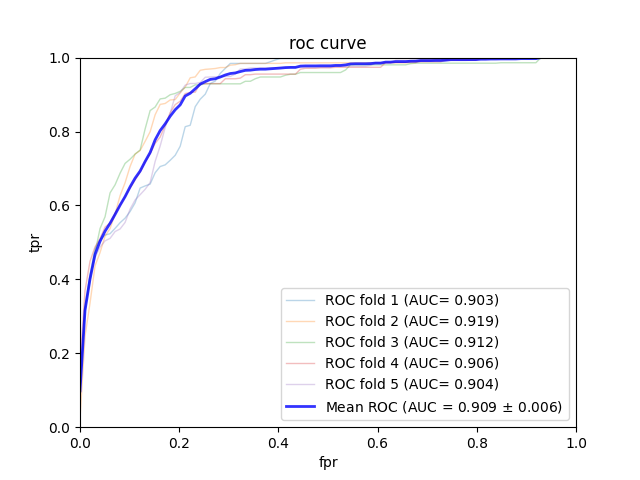 roc curve
1.0
0.8
0.6
0.4
0.2
0.0
tpr
ROC fold 1 (AUC= 0.903)
ROC fold 2 (AUC= 0.919)
ROC fold 3 (AUC= 0.912)
ROC fold 4 (AUC= 0.906)
ROC fold 5 (AUC= 0.904)
Mean ROC (AUC = 0.909 ± 0.006)
0.0 0.2 0.4 0.6 0.8 1.0
fpr